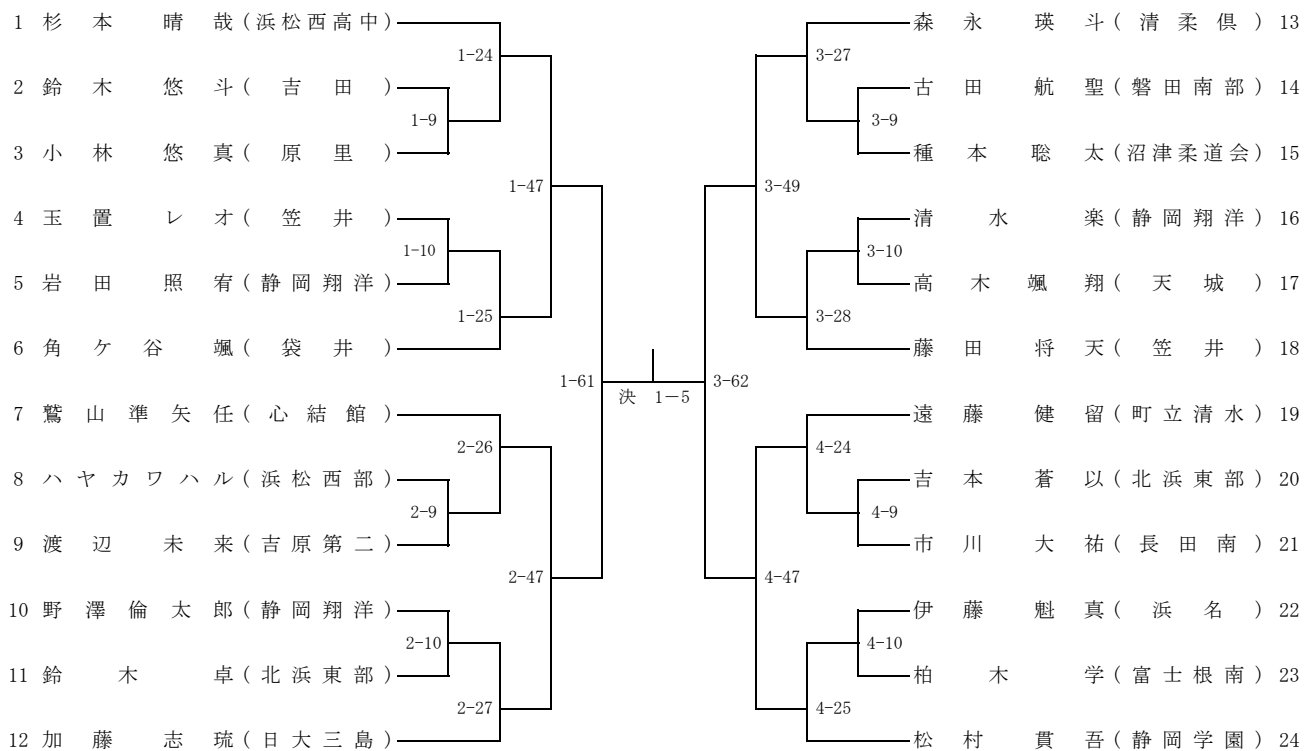 1 杉本晴哉(浜松西高中)
森永瑛斗(清柔倶) 13
1-24
3-27
2 鈴木悠斗(吉田)
古田航聖(磐田南部) 14
1-9
3-9
3 小林悠真(原里)
種本聡太(沼津柔道会) 15
1-47
3-49
4 玉置レオ(笠井)
清水楽(静岡翔洋) 16
1-10
3-10
5 岩田照宥(静岡翔洋)
高木颯翔(天城) 17
1-25
3-28
6 角ケ谷颯(袋井)
藤田将天(笠井) 18
1-61
決 1-5
3-62
7 鷲山準矢任(心結館)
遠藤健留(町立清水) 19
2-26
4-24
8 ハヤカワハル(浜松西部)
吉本蒼以(北浜東部) 20
2-9
4-9
9 渡辺未来(吉原第二)
市川大祐(長田南) 21
2-47
4-47
10 野澤倫太郎(静岡翔洋)
伊藤魁真(浜名) 22
2-10
4-10
11 鈴木卓(北浜東部)
柏木学(富士根南) 23
2-27
4-25
12 加藤志琉(日大三島)
松村貫吾(静岡学園) 24